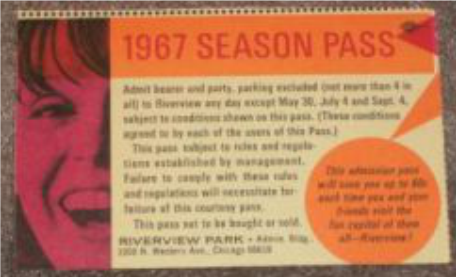 1967 SEASON PASS
Admit bearer and party, parking excluded (not more than 4 in
all) to Riverview any day except May 30, July 4 and Sept. 4,
subject to conditions shown on this pass. (These conditions
agreed to by each of the users of this Pass.)
This pass subject to rules and regula-
tions established by management.
Failure to comply with these rules
and regulations will necessitate for-
feiture of this courtesy pass.
This pass not to be bought or sold.
RIVERVIEW PARK • Admin. Bldg.
N. Western Ave., Chicago 60618
This admission pass
will save you up to
each time you and your
friends visit the
fun capitol of them
all—Riverview!